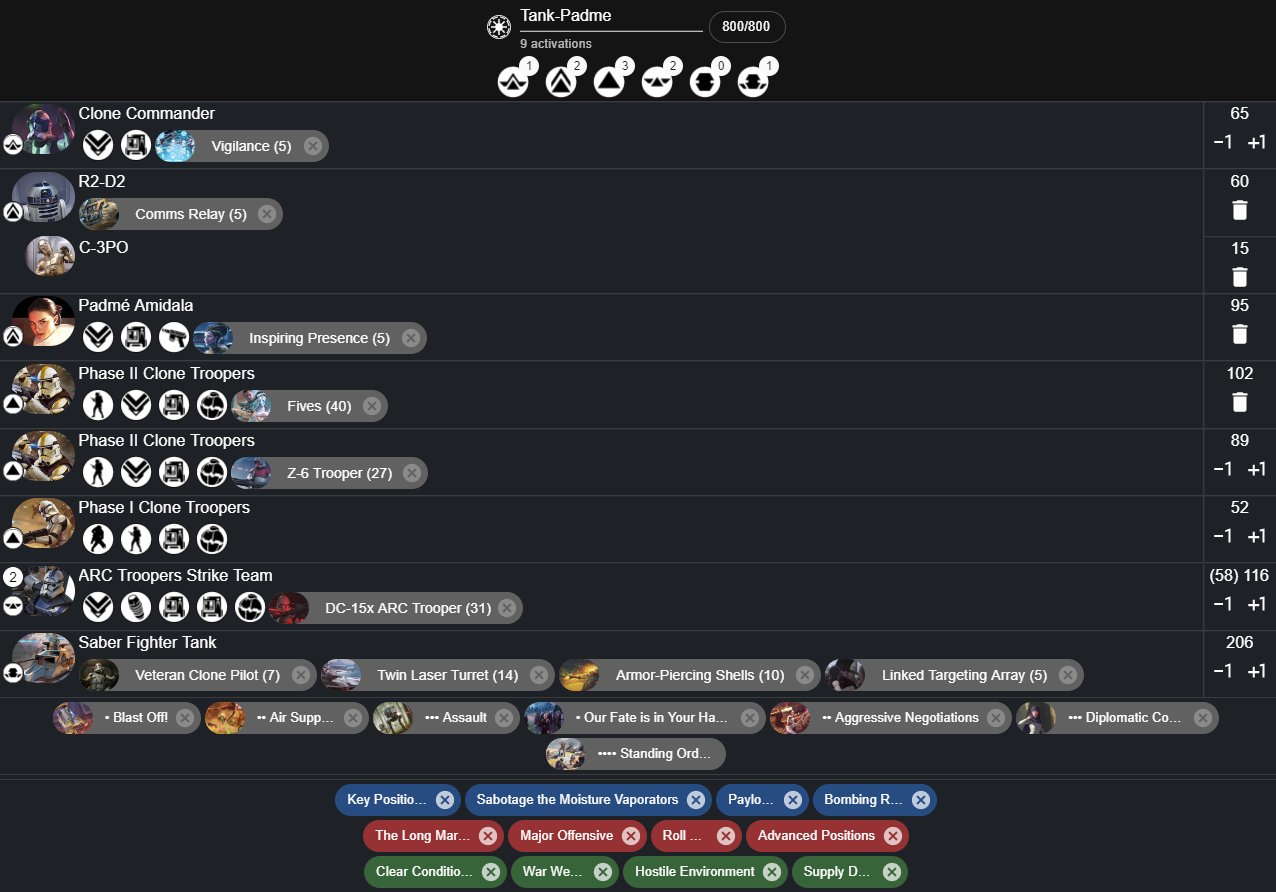 Tank-Padme
800/800
9 activations
1 2 3 2 0 1
Clone Commander
65
Vigilance (5)
−1 +1
R2-D2
60
Comms Relay (5)
C-3PO
15
Padmé Amidala
95
Inspiring Presence (5)
Phase II Clone Troopers
102
Fives (40)
Phase II Clone Troopers
89
Z-6 Trooper (27)
−1 +1
Phase I Clone Troopers
52
−1 +1
2
ARC Troopers Strike Team
(58) 116
DC-15x ARC Trooper (31)
−1 +1
Saber Fighter Tank
206
Veteran Clone Pilot (7) Twin Laser Turret (14) Armor-Piercing Shells (10) Linked Targeting Array (5)
−1 +1
• Blast Off! •• Air Supp... ••• Assault • Our Fate is in Your Ha... •• Aggressive Negotiations ••• Diplomatic Co...
•••• Standing Ord...
Key Positio... Sabotage the Moisture Vaporators Paylo... Bombing R...
The Long Mar... Major Offensive Roll ... Advanced Positions
Clear Conditio... War We... Hostile Environment Supply D...